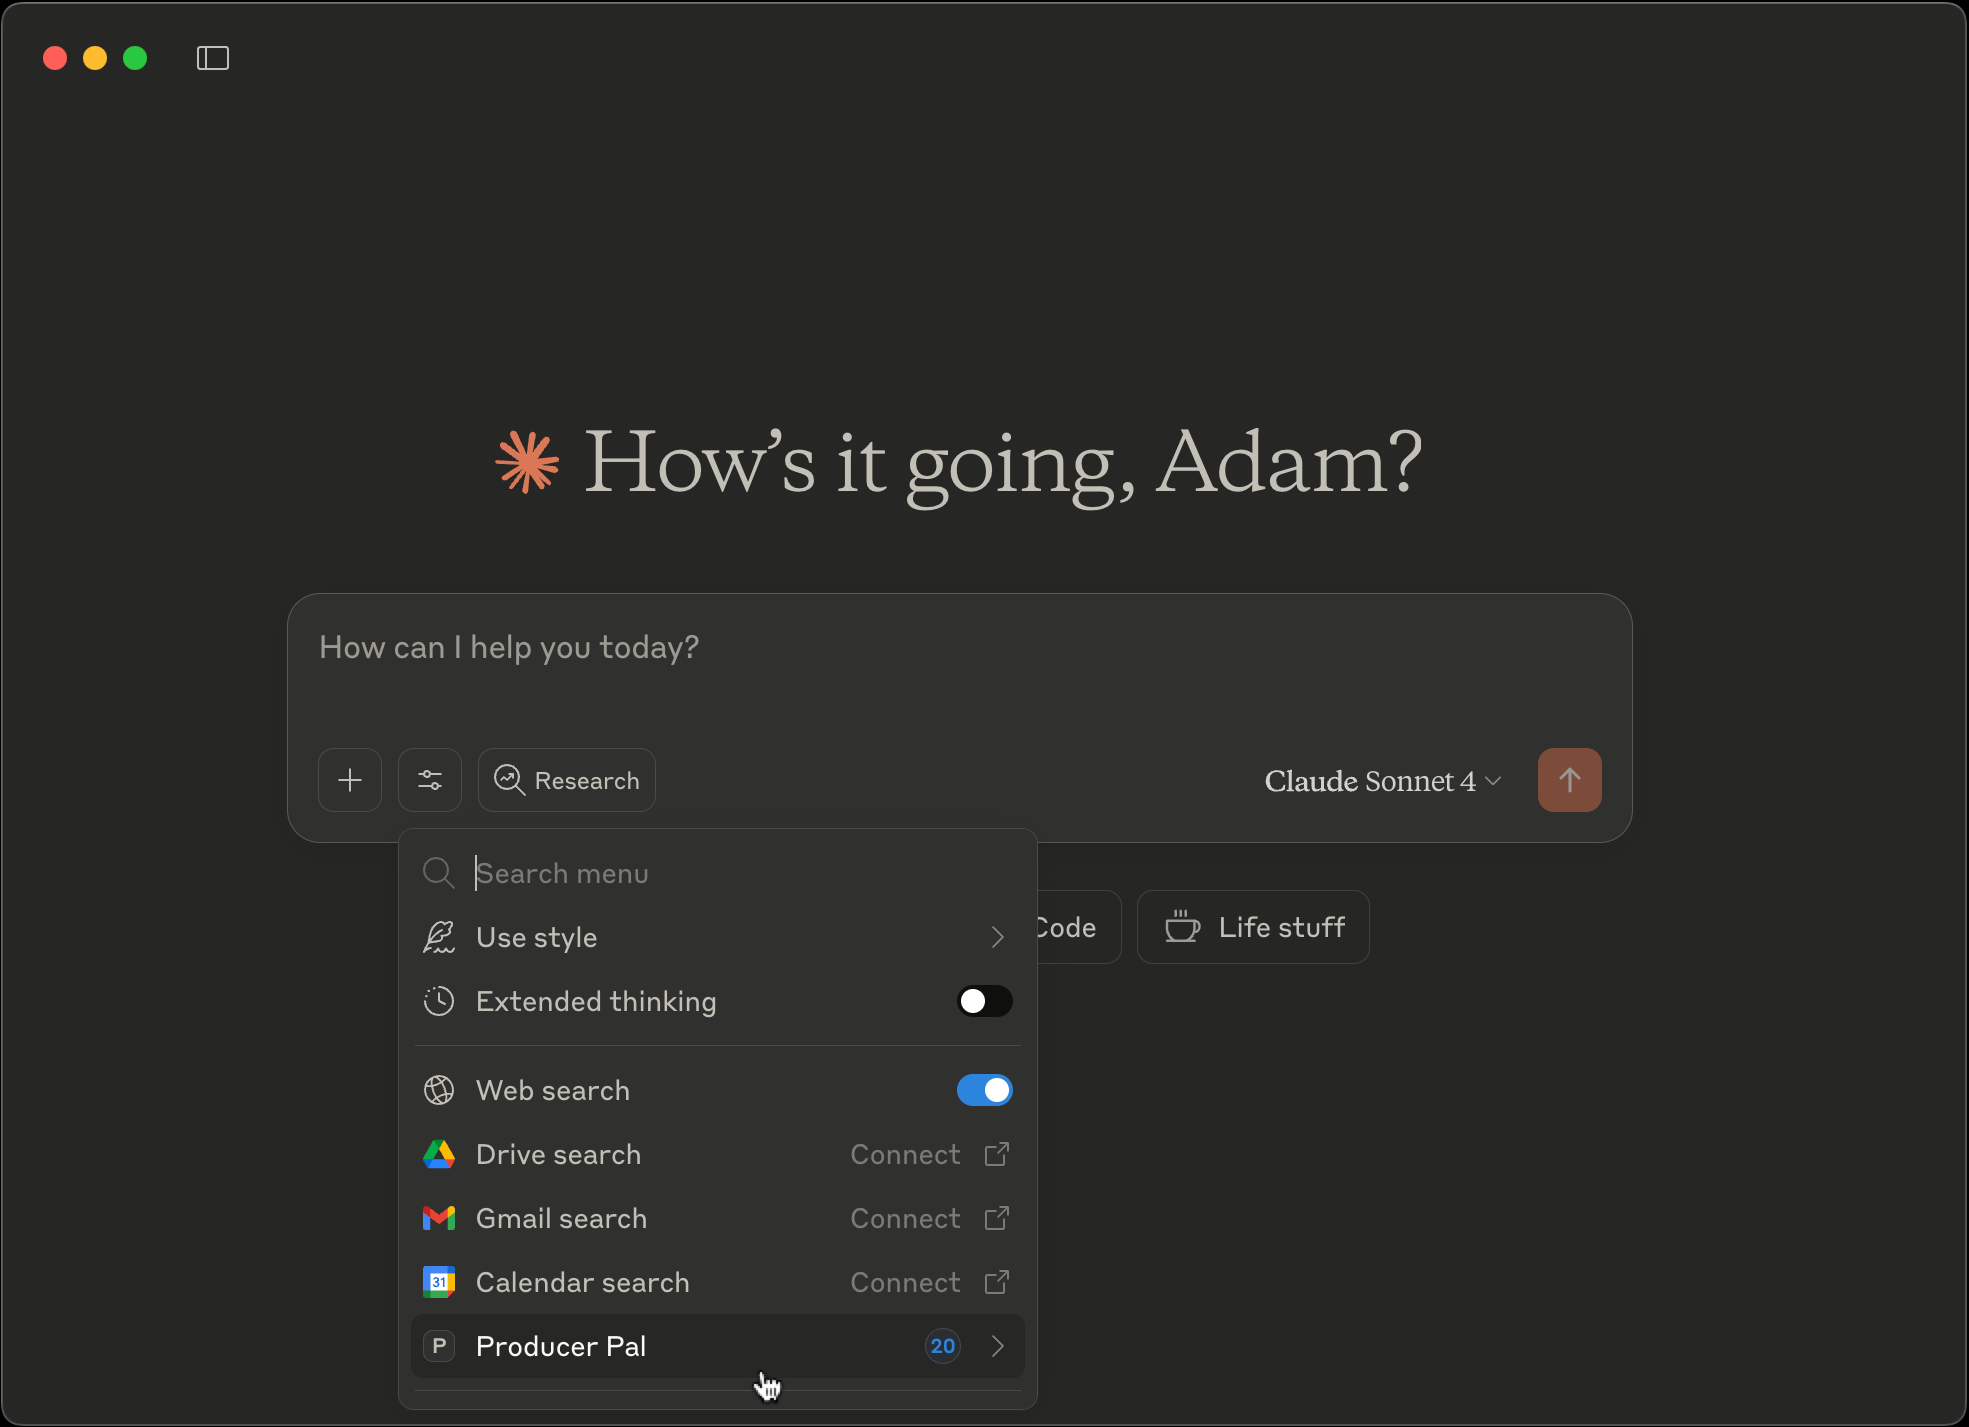 How’s it going, Adam?
How can I help you today?
Research
Claude Sonnet 4
Search menu
Use style
Extended thinking
Web search
Drive search Connect
Gmail search Connect
31 Calendar search Connect
P Producer Pal 20
Code
Life stuff